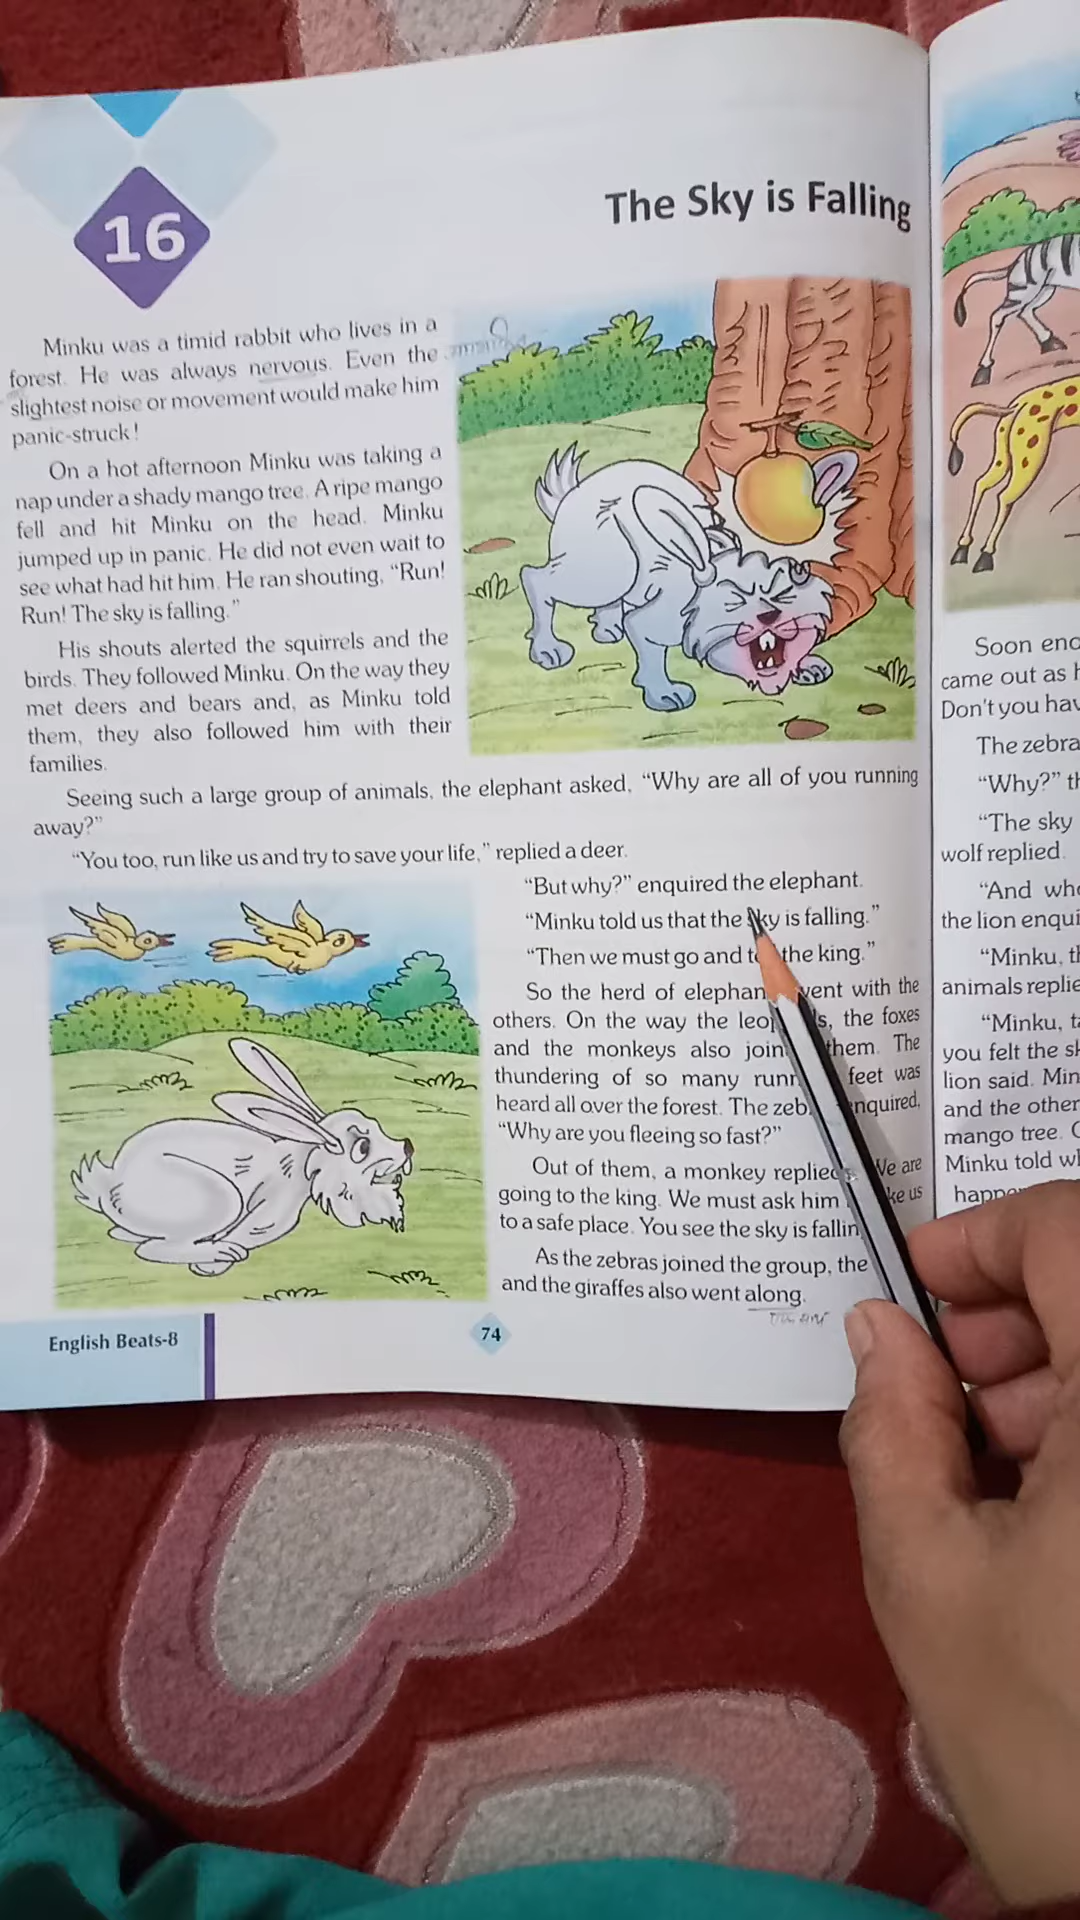 16
The Sky is Falling
Minku was a timid rabbit who lives in a
forest. He was always nervous. Even the
slightest noise or movement would make him
panic-struck!
On a hot afternoon Minku was taking a
nap under a shady mango tree. A ripe mango
fell and hit Minku on the head. Minku
jumped up in panic. He did not even wait to
see what had hit him. He ran shouting, “Run!
Run! The sky is falling.”
His shouts alerted the squirrels and the
birds. They followed Minku. On the way they
met deers and bears and, as Minku told
them, they also followed him with their
families.
Seeing such a large group of animals, the elephant asked, “Why are all of you running
away?”
“You too, run like us and try to save your life,” replied a deer.
“But why?” enquired the elephant.
“Minku told us that the sky is falling.”
“Then we must go and the king.”
So the herd of went with the
others. On the way the the foxes
and the monkeys also them. The
thundering of so many feet was
heard all over the forest. The enquired,
“Why are you fleeing so fast?”
Out of them, a monkey are
going to the king. We must ask him us
to a safe place. You see the sky is
As the zebras joined the group, the
and the giraffes also went along.
English Beats-8
74
Soon
came out as
Don't you
The zebra
“Why?”
“The sky
wolf replied.
“And
the lion
“Minku,
animals
“Minku,
you felt the
lion said.
and the other
mango tree.
Minku told